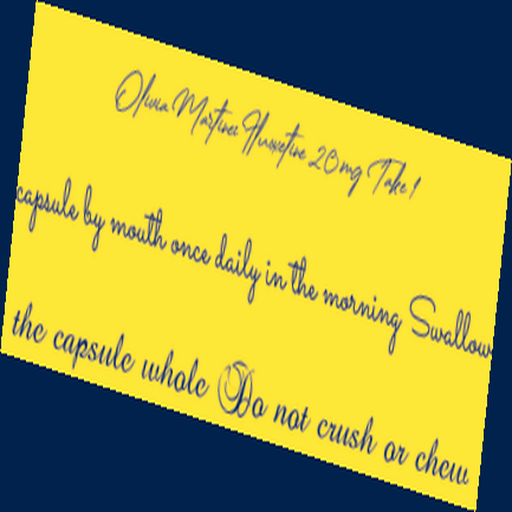 Olivia Martinez Fluoxetine 20mg Take 1
capsule by mouth once daily in the morning Swallow
the capsule whole Do not crush or chew